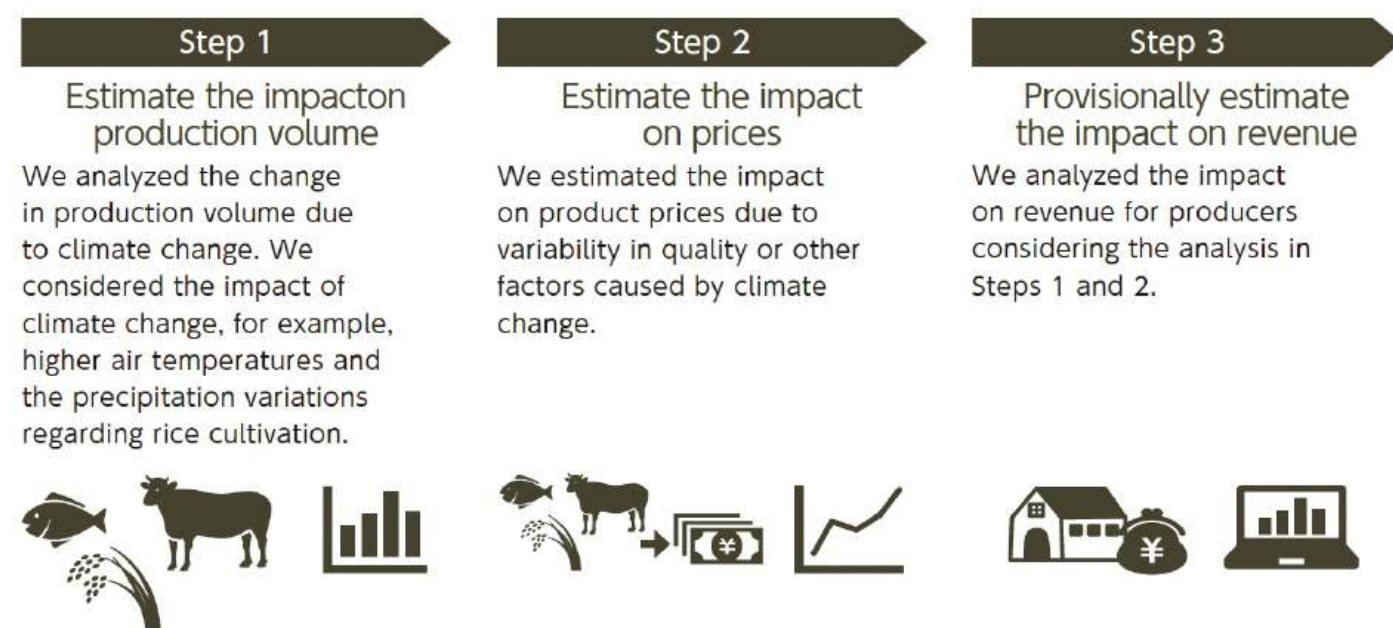 Step 1
Estimate the impacton
production volume
We analyzed the change
in production volume due
to climate change. We
considered the impact of
climate change, for example,
higher air temperatures and
the precipitation variations
regarding rice cultivation.
Step 2
Estimate the impact
on prices
We estimated the impact
on product prices due to
variability in quality or other
factors caused by climate
change.
¥
Step 3
Provisionally estimate
the impact on revenue
We analyzed the impact
on revenue for producers
considering the analysis in
Steps 1 and 2.
¥